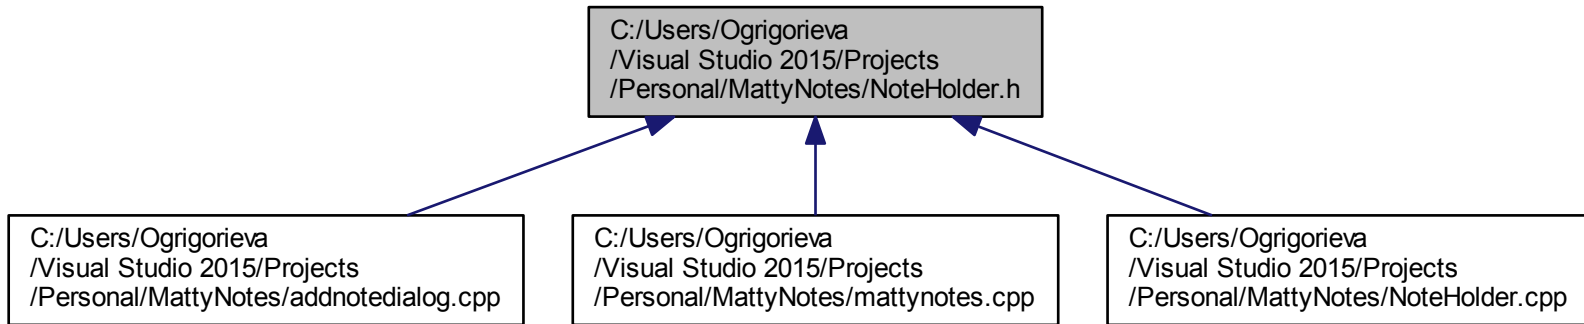 C:/Users/Ogrigorieva
/Visual Studio 2015/Projects
/Personal/MattyNotes/NoteHolder.h
C:/Users/Ogrigorieva
/Visual Studio 2015/Projects
/Personal/MattyNotes/addnotedialog.cpp
C:/Users/Ogrigorieva
/Visual Studio 2015/Projects
/Personal/MattyNotes/mattynotes.cpp
C:/Users/Ogrigorieva
/Visual Studio 2015/Projects
/Personal/MattyNotes/NoteHolder.cpp